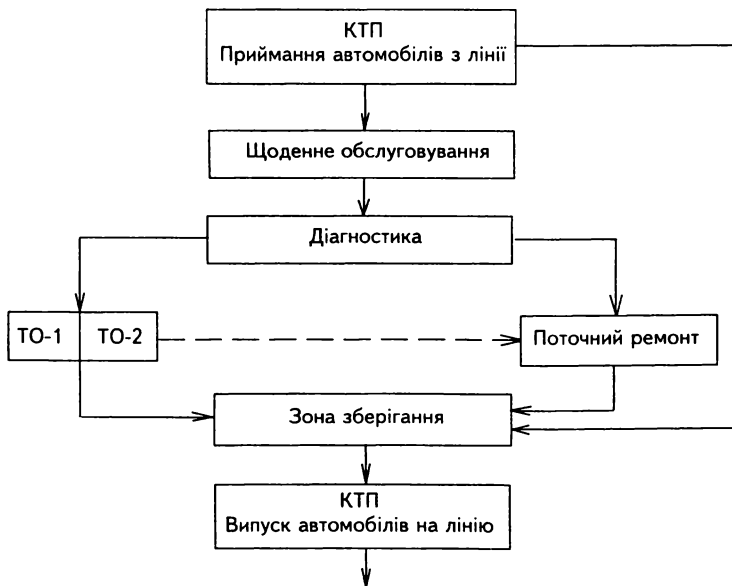 КТП
Приймання автомобілів з лінії
Щоденне обслуговування
Діагностика
ТО-1
ТО-2
Поточний ремонт
Зона зберігання
КТП
Випуск автомобілів на лінію